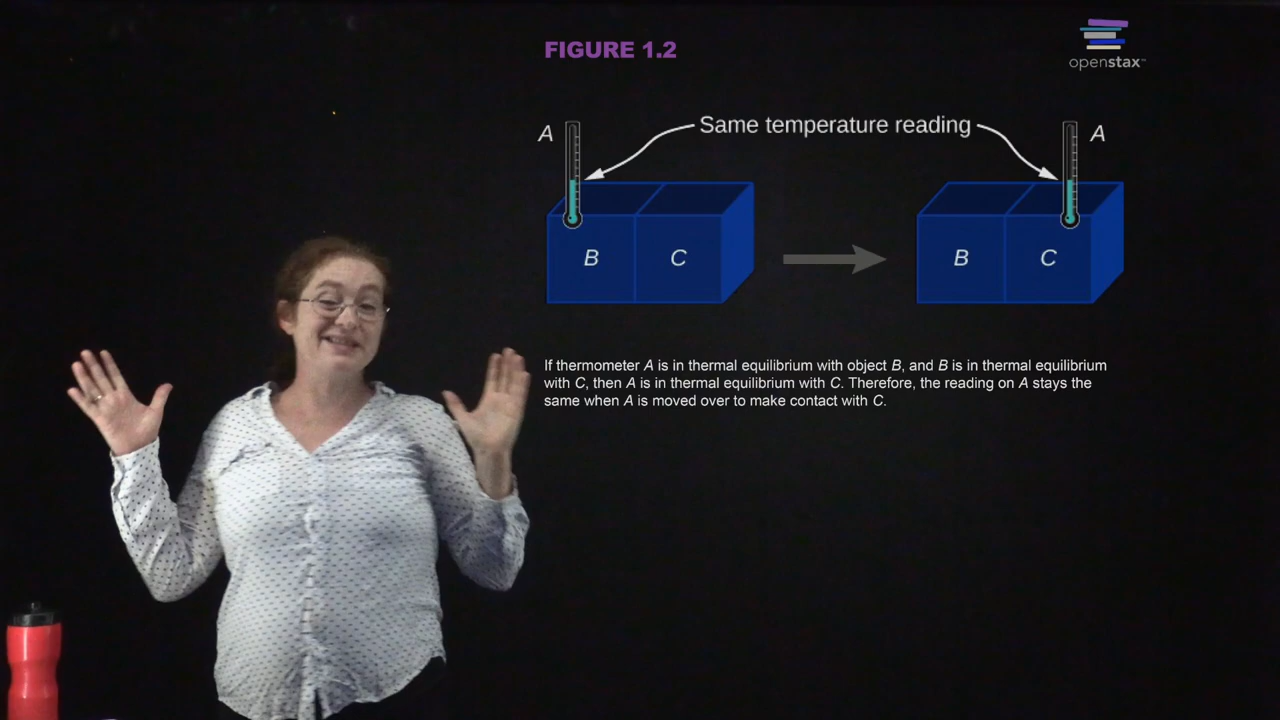 FIGURE 1.2
openstax™
A
Same temperature reading
A
B
C
B
C
If thermometer A is in thermal equilibrium with object B, and B is in thermal equilibrium
with C, then A is in thermal equilibrium with C. Therefore, the reading on A stays the
same when A is moved over to make contact with C.